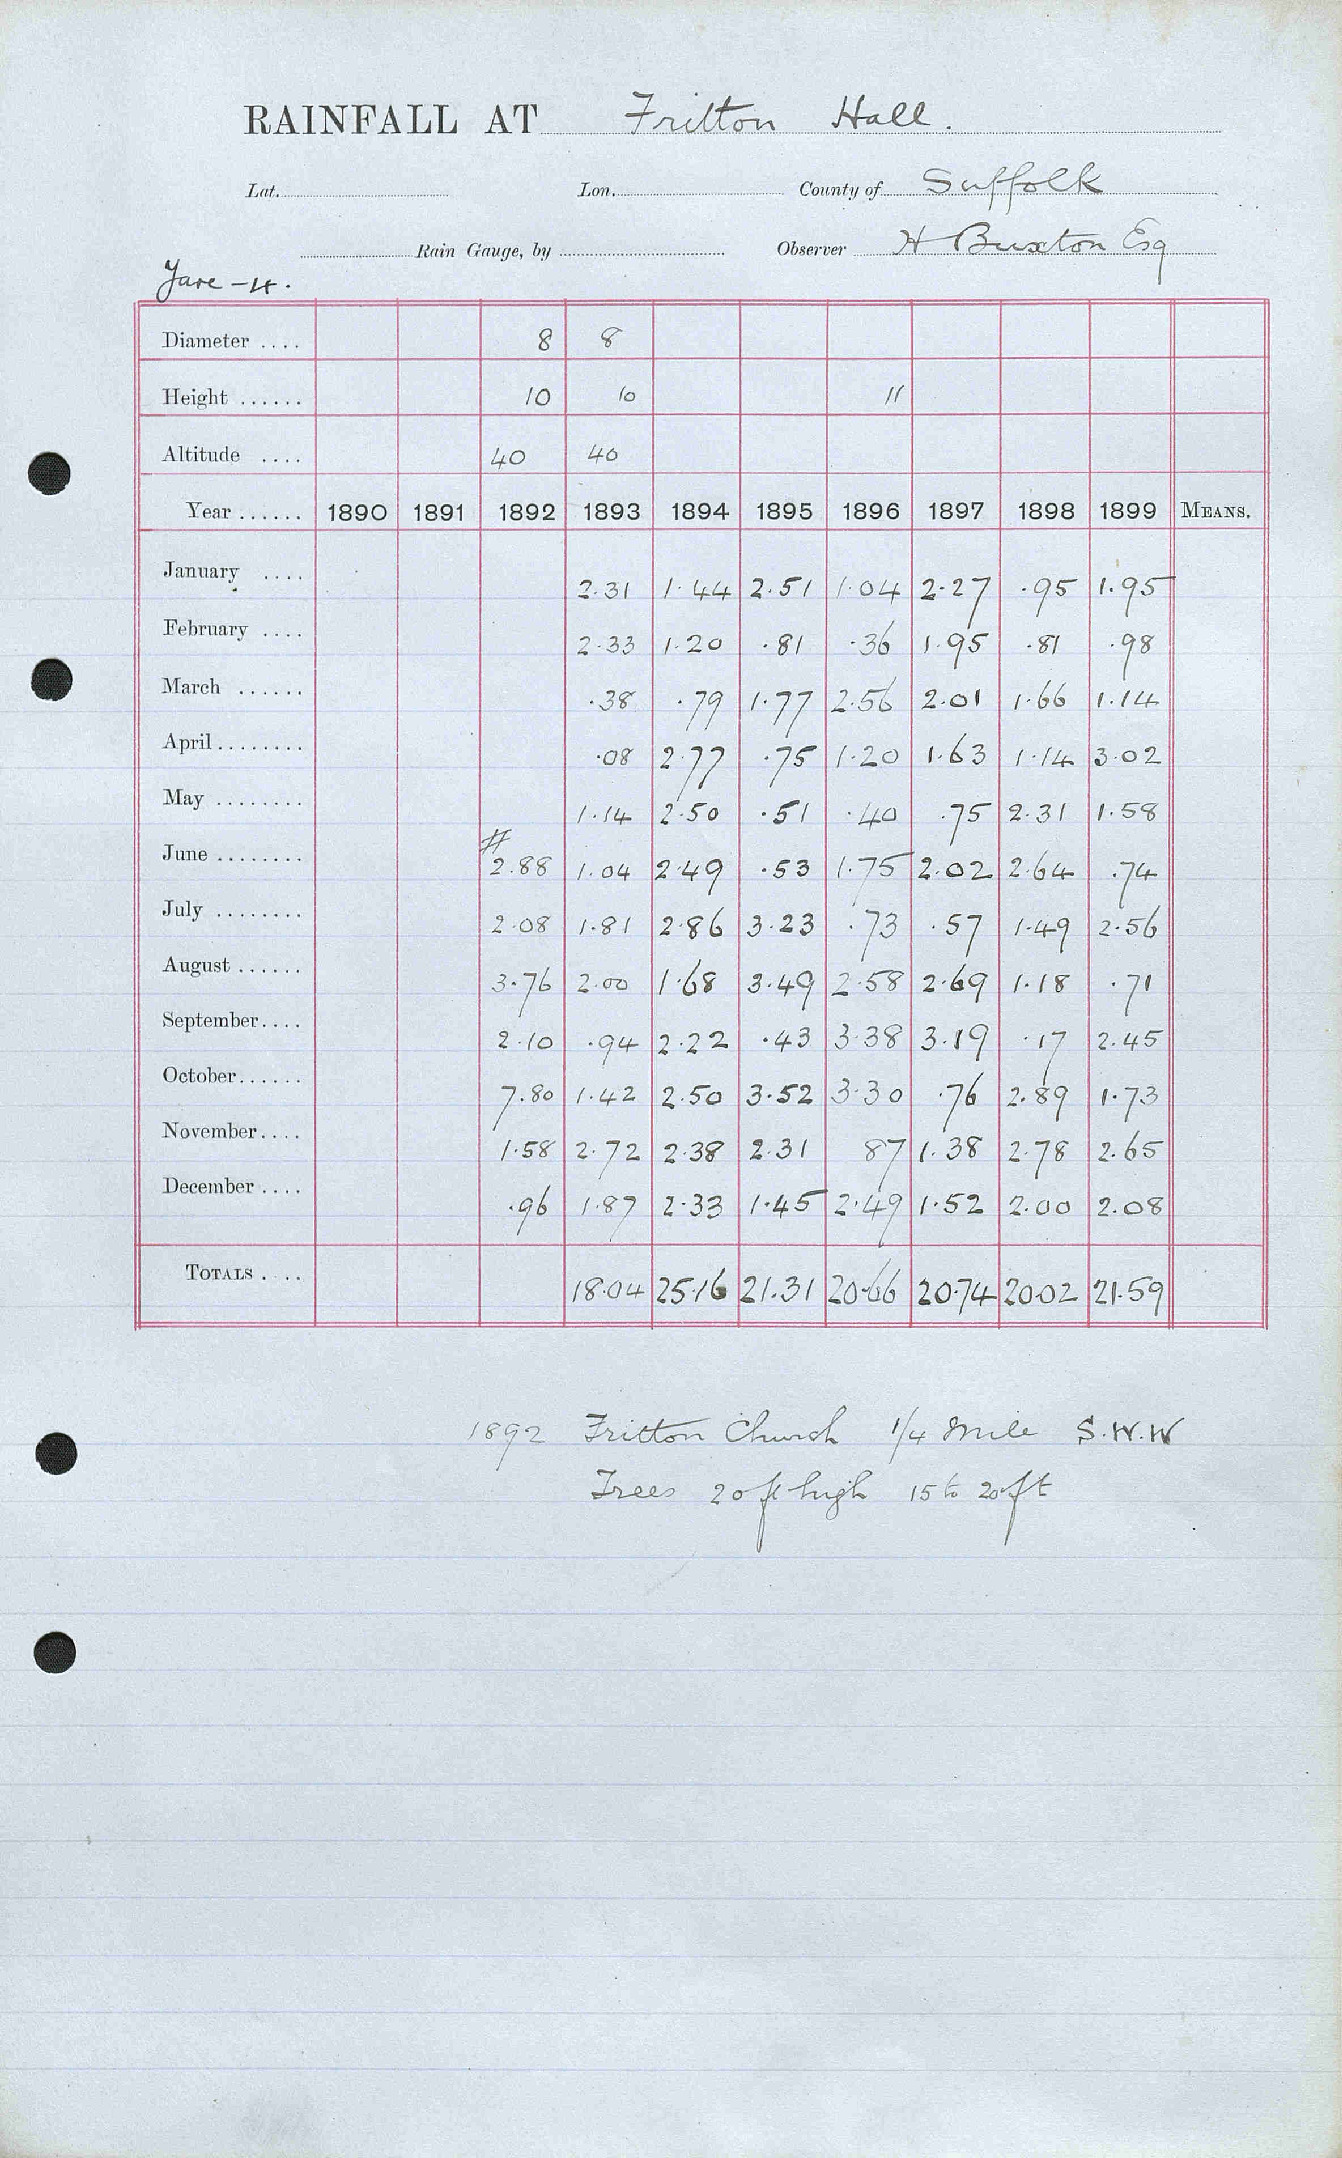 RAINFALL AT Fritton Hall.
Lat. Lon. County of Suffolk
Rain Gauge, by Observer H Buxton Esq
Yare - 4.
Diameter .... 8 8
Height ...... 10 10 11
Altitude .... 40 40
Year ...... 1890 1891 1892 1893 1894 1895 1896 1897 1898 1899 MEANS.
January .... 2.31 1.44 2.51 1.04 2.27 .95 1.95
February .... 2.33 1.20 .81 .36 1.95 .81 .98
March ...... .38 .79 1.77 2.56 2.01 1.66 1.14
April ........ .08 2.77 .75 1.20 1.63 1.14 3.02
May ........ 1.14 2.50 .51 .40 .75 2.31 1.58
June ........ # 2.88 1.04 2.49 .53 1.75 2.02 2.64 .74
July ........ 2.08 1.81 2.86 3.23 .73 .57 1.49 2.56
August ...... 3.76 2.00 1.68 3.49 2.58 2.69 1.18 .71
September .... 2.10 .94 2.22 .43 3.38 3.19 .17 2.45
October ...... 7.80 1.42 2.50 3.52 3.30 .76 2.89 1.73
November .... 1.58 2.72 2.38 2.31 87 1.38 2.78 2.65
December .... .96 1.87 2.33 1.45 2.49 1.52 2.00 2.08
TOTALS .... 18.04 25.16 21.31 20.66 20.74 20.02 21.59
1892 Fritton Church 1/4 Mile S.W.W
Trees 20 ft high 15 to 20 ft